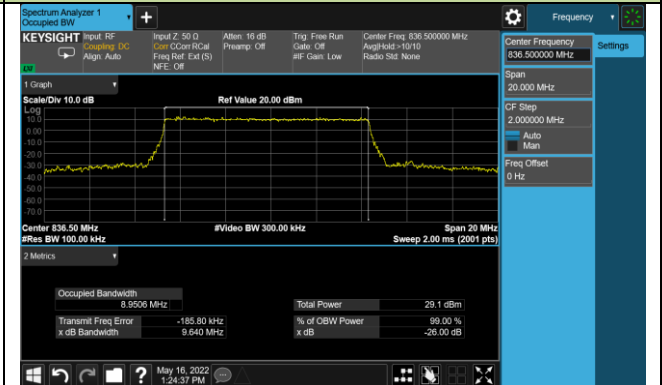 Spectrum Analyzer 1
Occupied BW
Frequency
KEYSIGHT
Input: RF
Coupling: DC
Align: Auto
Input Z: 50 Ω
Corr CCorr RCal
Freq Ref: Ext (S)
NFE: Off
Atten: 16 dB
Preamp: Off
Trig: Free Run
Gate: Off
#IF Gain: Low
Center Freq: 836.500000 MHz
Avg|Hold:>10/10
Radio Std: None
1 Graph
Scale/Div 10.0 dB
Ref Value 20.00 dBm
Log
10.0
0.00
-10.0
-20.0
-30.0
-40.0
-50.0
-60.0
-70.0
Center 836.50 MHz
#Video BW 300.00 kHz
Span 20 MHz
#Res BW 100.00 kHz
Sweep 2.00 ms (2001 pts)
2 Metrics
Occupied Bandwidth
8.9506 MHz
Total Power 29.1 dBm
Transmit Freq Error -185.80 kHz
% of OBW Power 99.00 %
x dB Bandwidth 9.640 MHz
x dB -26.00 dB
May 16, 2022
1:24:37 PM
Center Frequency
836.500000 MHz
Settings
Span
20.000 MHz
CF Step
2.000000 MHz
Auto
Man
Freq Offset
0 Hz